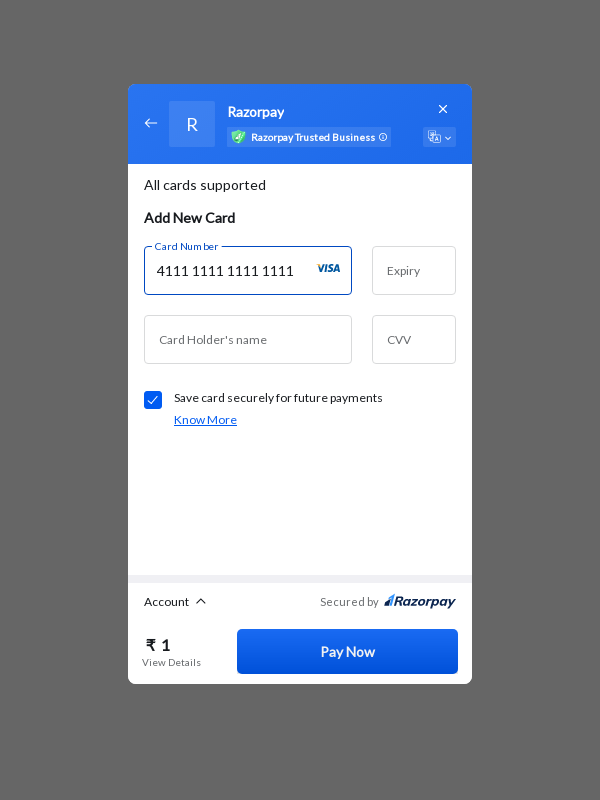 R
Razorpay
Razorpay Trusted Business
All cards supported
Add New Card
Card Number
4111 1111 1111 1111
VISA
Expiry
Card Holder's name
CVV
Save card securely for future payments
Know More
Account
Secured by Razorpay
₹ 1
View Details
Pay Now